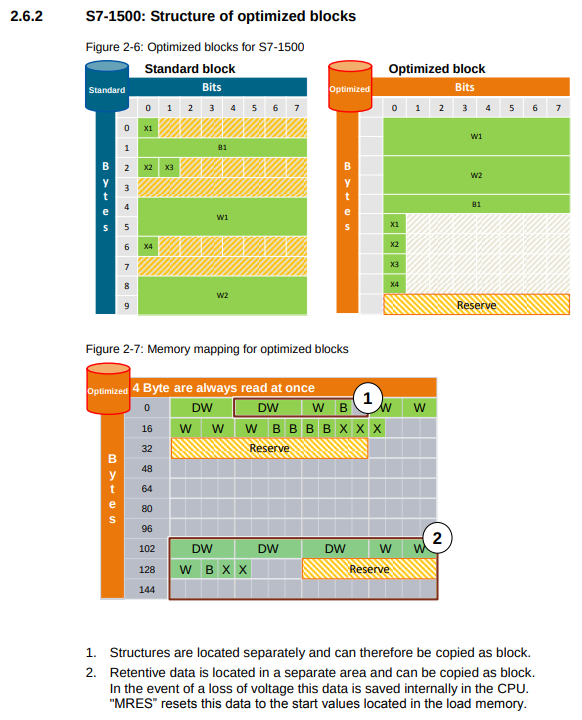 2.6.2 S7-1500: Structure of optimized blocks
Figure 2-6: Optimized blocks for S7-1500
Standard block
Standard
Bits
0 1 2 3 4 5 6 7
Bytes
0 X1
1 B1
2 X2 X3
3
4
W1
5
6 X4
7
8
W2
9
Optimized block
Optimized
Bits
0 1 2 3 4 5 6 7
Bytes
W1
W2
B1
X1
X2
X3
X4
Reserve
Figure 2-7: Memory mapping for optimized blocks
Optimized
4 Byte are always read at once
Bytes
1
0 DW DW W B W W
16 W W W B B B B X X X
32 Reserve
48
64
80
96
2
102 DW DW DW W W
128 W B X X Reserve
144
1. Structures are located separately and can therefore be copied as block.
2. Retentive data is located in a separate area and can be copied as block.
In the event of a loss of voltage this data is saved internally in the CPU.
"MRES" resets this data to the start values located in the load memory.